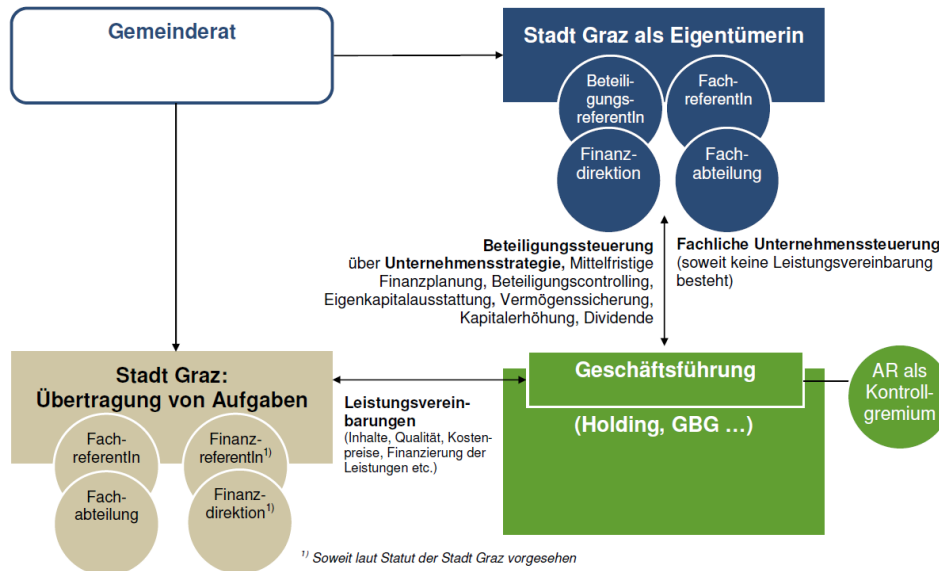 Gemeinderat
Stadt Graz als Eigentümerin
Beteili-
gungs-
referentIn
Fach-
referentIn
Finanz-
direktion
Fach-
abteilung
Beteiligungssteuerung
über Unternehmensstrategie, Mittelfristige
Finanzplanung, Beteiligungscontrolling,
Eigenkapitalausstattung, Vermögenssicherung,
Kapitalerhöhung, Dividende
Fachliche Unternehmenssteuerung
(soweit keine Leistungsvereinbarung
besteht)
Stadt Graz:
Übertragung von Aufgaben
Fach-
referentIn
Finanz-
referentIn1)
Fach-
abteilung
Finanz-
direktion1)
Leistungsverein-
barungen
(Inhalte, Qualität, Kosten-
preise, Finanzierung der
Leistungen etc.)
Geschäftsführung
(Holding, GBG ...)
AR als
Kontroll-
gremium
1) Soweit laut Statut der Stadt Graz vorgesehen